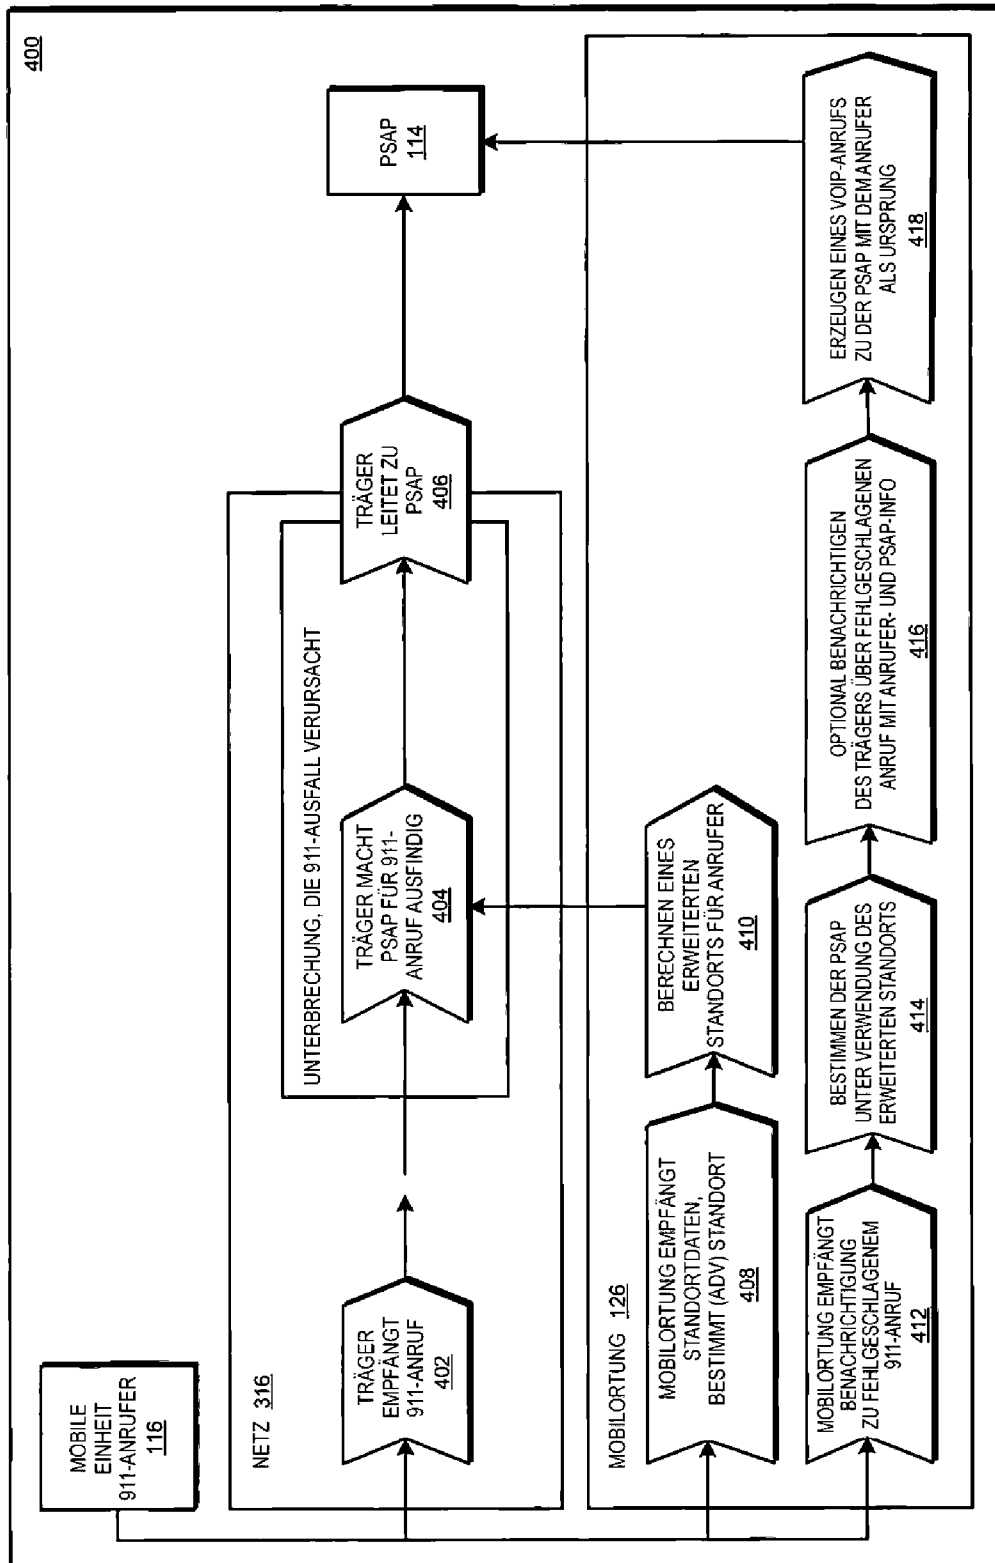 400
MOBILE
EINHEIT
911-ANRUFER
116
PSAP
114
NETZ 316
UNTERBRECHUNG, DIE 911-AUSFALL VERURSACHT
TRÄGER
EMPFÄNGT
911-ANRUF
402
TRÄGER MACHT
PSAP FÜR 911-
ANRUF AUSFINDIG
404
TRÄGER
LEITET ZU
PSAP
406
MOBILORTUNG 126
MOBILORTUNG EMPFÄNGT
STANDORTDATEN,
BESTIMMT (ADV) STANDORT
408
BERECHNEN EINES
ERWEITERTEN
STANDORTS FÜR ANRUFER
410
MOBILORTUNG EMPFÄNGT
BENACHRICHTIGUNG
ZU FEHLGESCHLAGENEM
911-ANRUF
412
BESTIMMEN DER PSAP
UNTER VERWENDUNG DES
ERWEITERTEN STANDORTS
414
OPTIONAL BENACHRICHTIGEN
DES TRÄGERS ÜBER FEHLGESCHLAGENEN
ANRUF MIT ANRUFER- UND PSAP-INFO
416
ERZEUGEN EINES VOIP-ANRUFS
ZU DER PSAP MIT DEM ANRUFER
ALS URSPRUNG
418